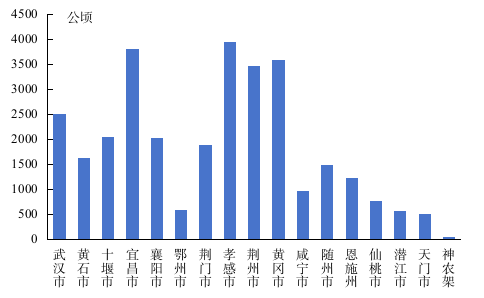 公顷
4500
4000
3500
3000
2500
2000
1500
1000
500
0
武汉市
黄石市
十堰市
宜昌市
襄阳市
鄂州市
荆门市
孝感市
荆州市
黄冈市
咸宁市
随州市
恩施州
仙桃市
潜江市
天门市
神农架